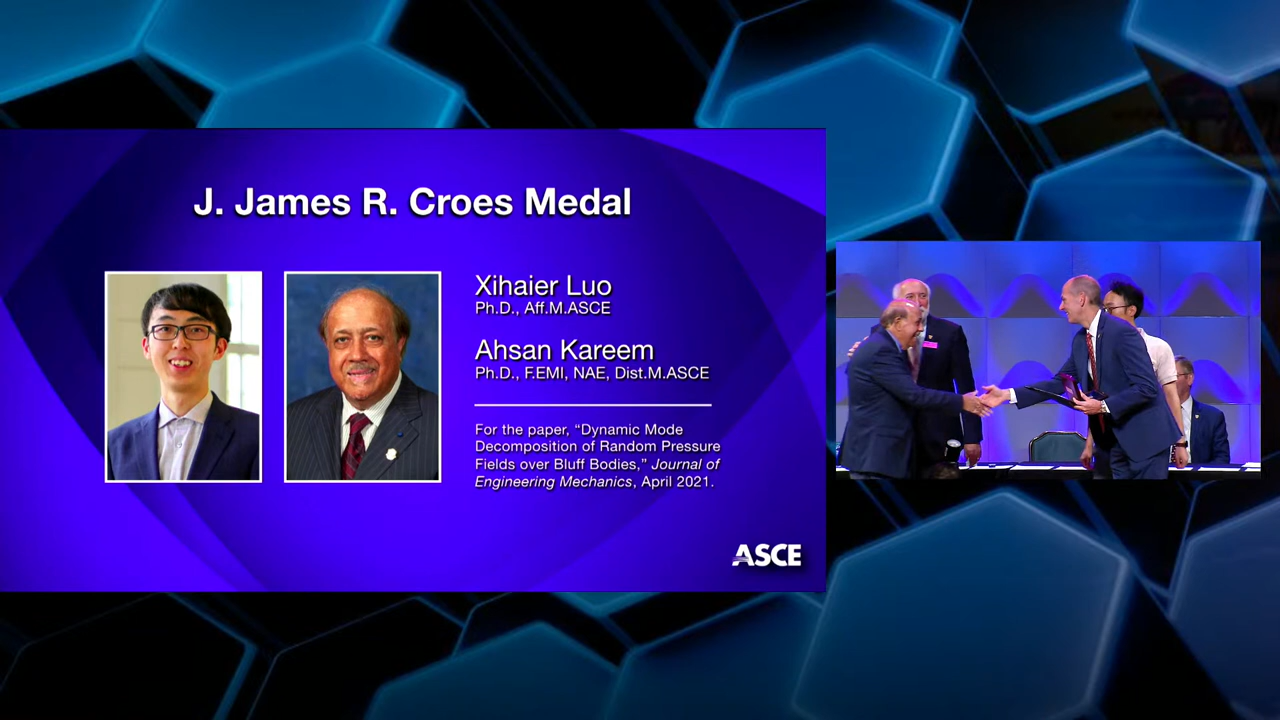 J. James R. Croes Medal
Xihaier Luo
Ph.D., Aff.M.ASCE
Ahsan Kareem
Ph.D., F.EMI, NAE, Dist.M.ASCE
For the paper, “Dynamic Mode
Decomposition of Random Pressure
Fields over Bluff Bodies,” Journal of
Engineering Mechanics, April 2021.
ASCE